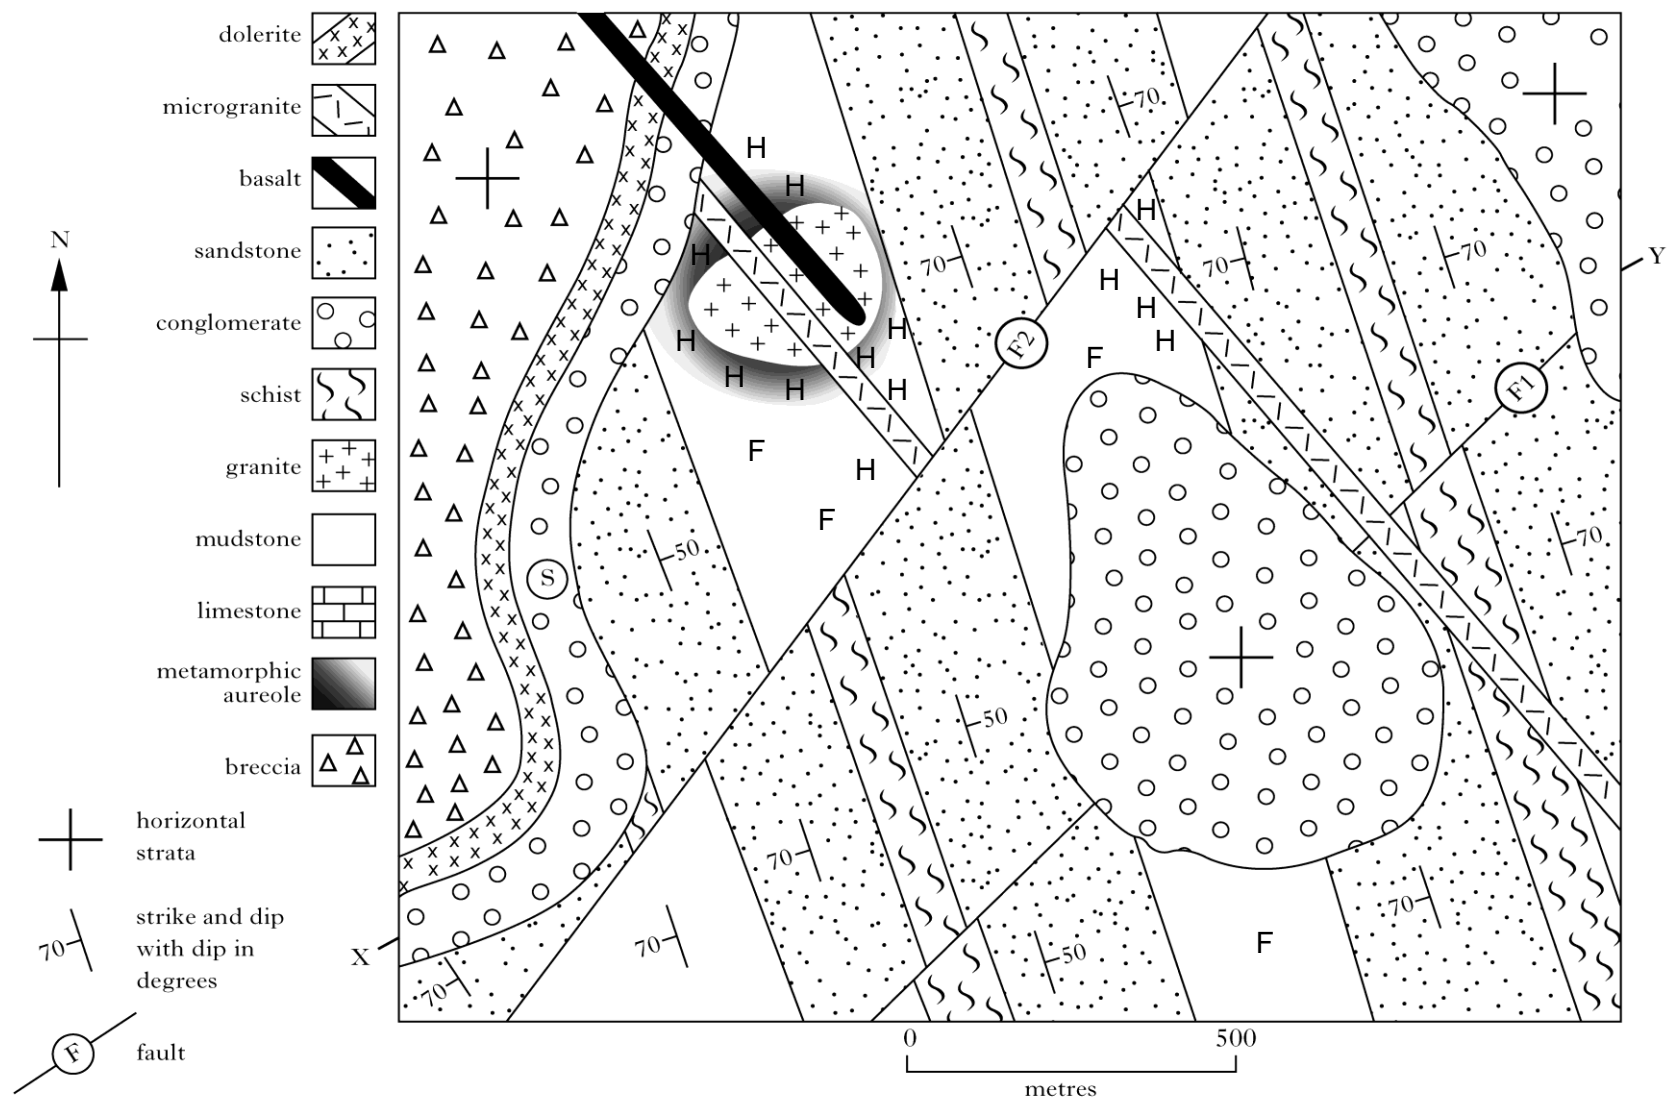 dolerite
microgranite
basalt
sandstone
conglomerate
schist
granite
mudstone
limestone
metamorphic
aureole
breccia
horizontal
strata
70
strike and dip
with dip in
degrees
F
fault
N
X
Y
H
H
H
H
H
H
H
H
H
H
H
H
H
H
F
F
F
F
F2
F1
S
70
70
70
70
70
50
50
70
70
70
70
50
70
0
500
metres